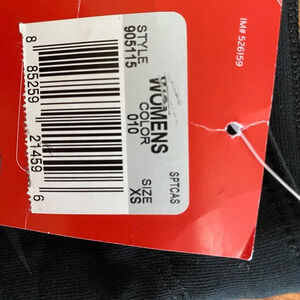 IM# 526159
STYLE
905115
WOMENS
COLOR
010
SIZE
XS
SPTCAS
8 85259 21459 6